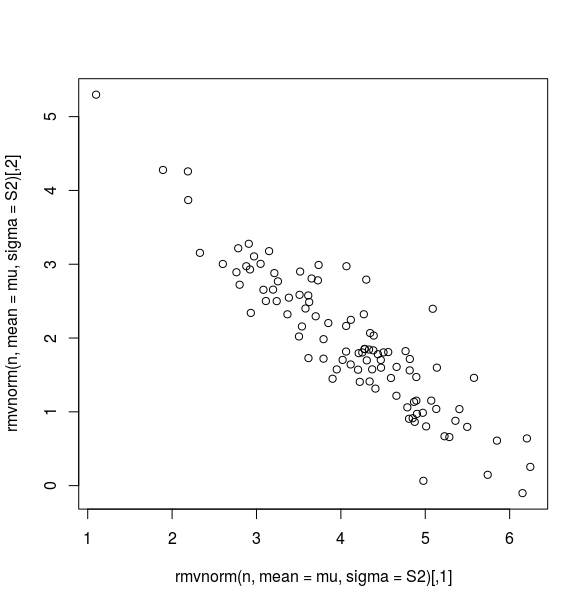 5
4
3
2
1
0
rmvnorm(n, mean = mu, sigma = S2)[,2]
1 2 3 4 5 6
rmvnorm(n, mean = mu, sigma = S2)[,1]